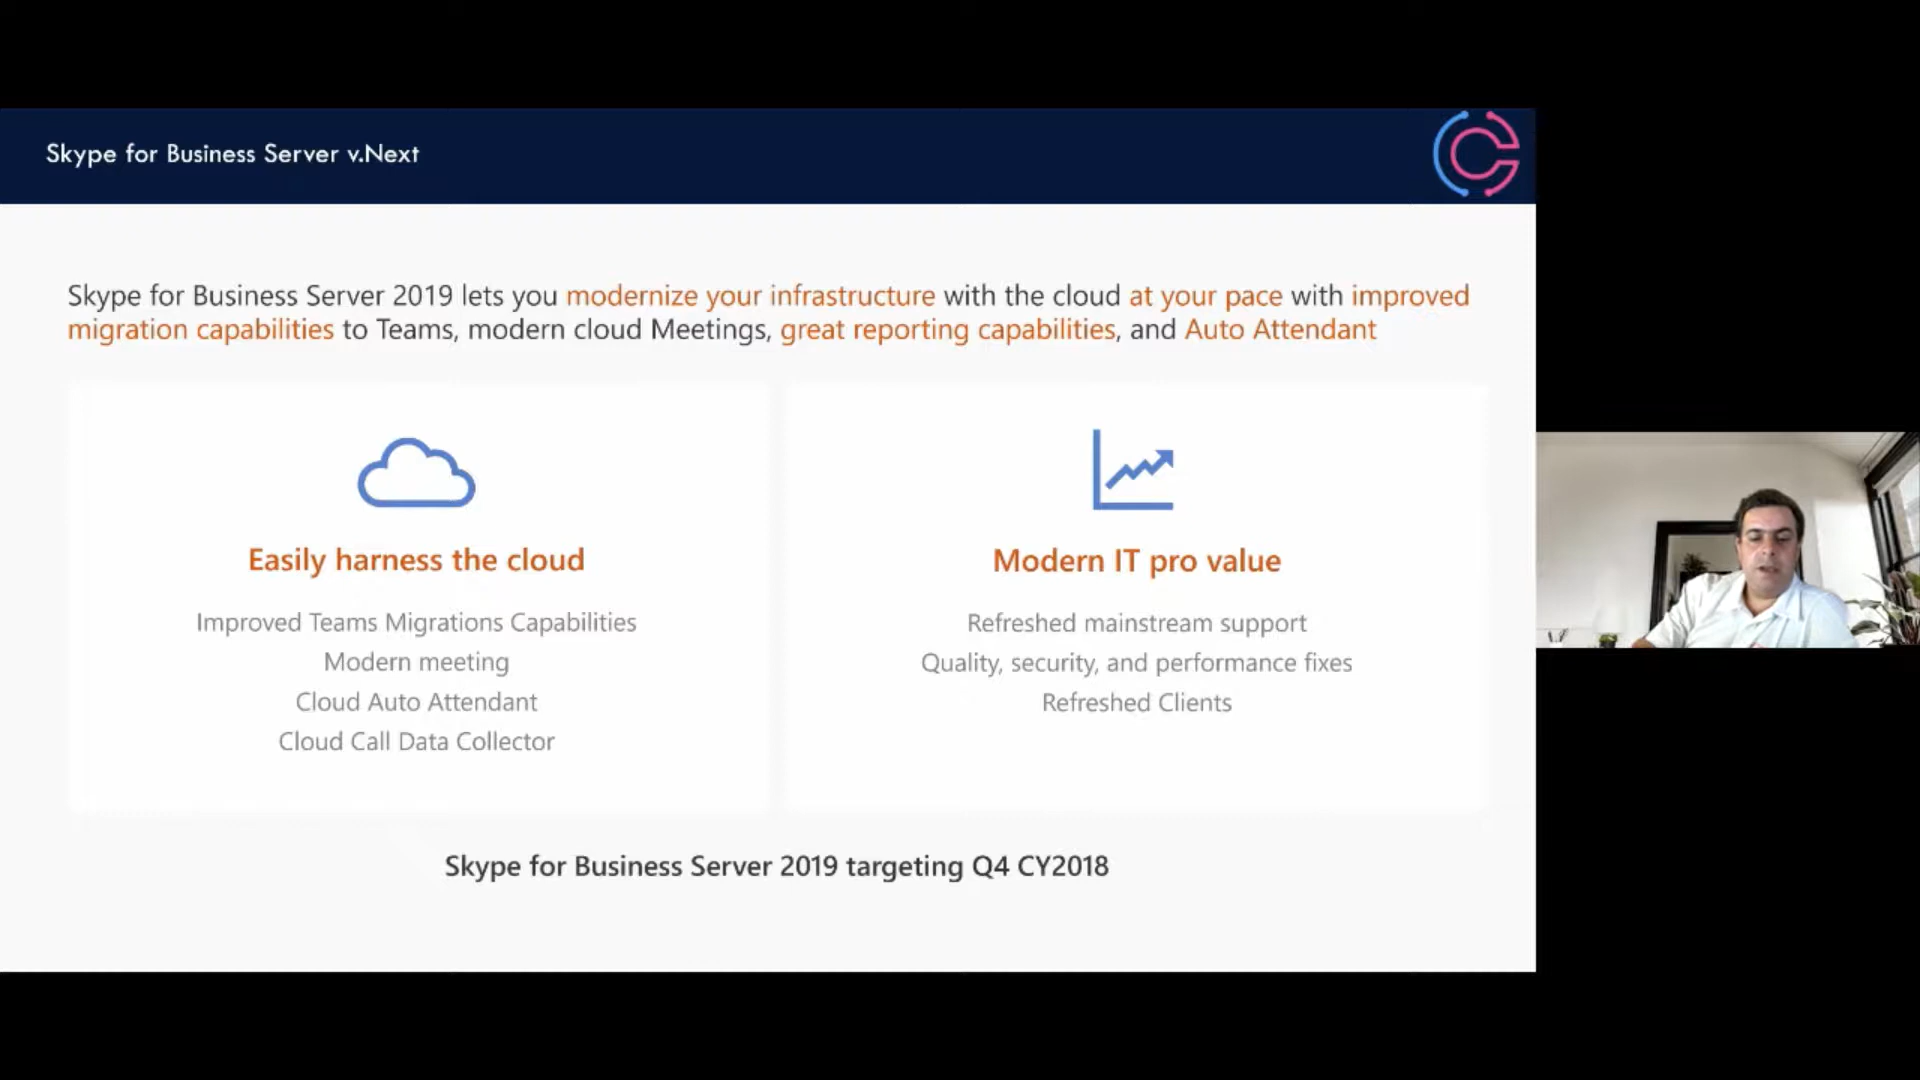 Skype for Business Server v.Next
Skype for Business Server 2019 lets you modernize your infrastructure with the cloud at your pace with improved
migration capabilities to Teams, modern cloud Meetings, great reporting capabilities, and Auto Attendant
Easily harness the cloud
Improved Teams Migrations Capabilities
Modern meeting
Cloud Auto Attendant
Cloud Call Data Collector
Modern IT pro value
Refreshed mainstream support
Quality, security, and performance fixes
Refreshed Clients
Skype for Business Server 2019 targeting Q4 CY2018